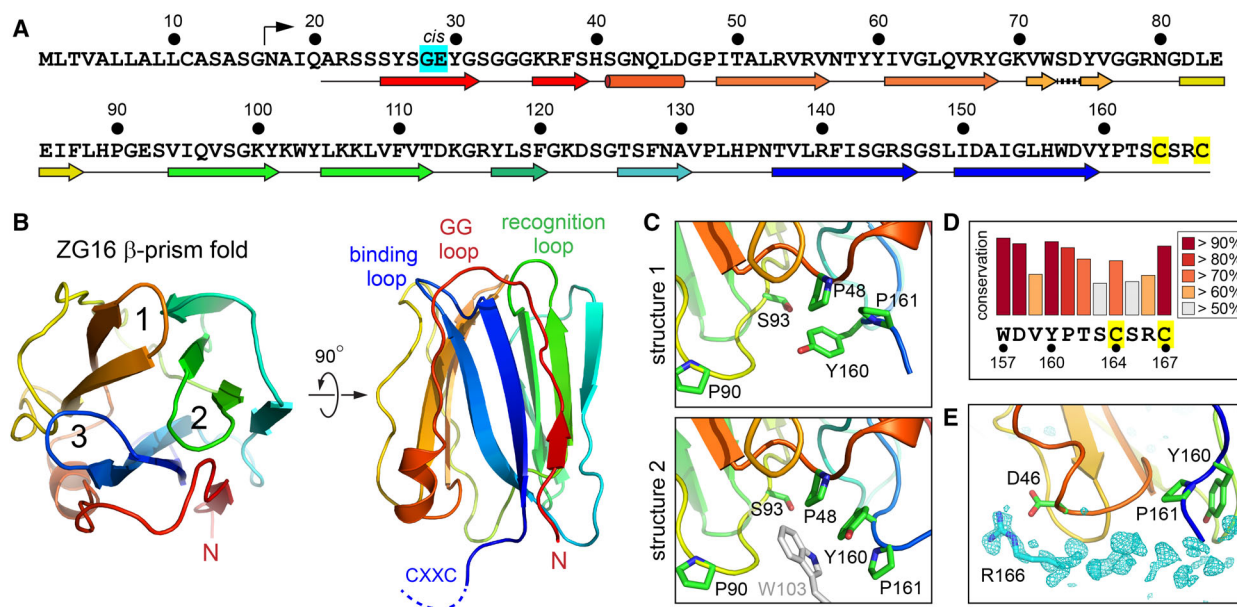 A
10 20 cis 30 40 50 60 70 80
MLTVALLALLCASASGNAIQARSSSYSGEYGSGGGKRFSHSGNQLDGPITALRVRVNTYYIVGLQVRYGKVWSDYVGGRNGDLE
90 100 110 120 130 140 150 160
EIFLHPGESVIQVSGKYKWYLKKLVFVTDKGRYLSFGKDSGTSFNAVPLHPNTVLRFISGRSGSLIDAIGLHWDVYPTSCSRC
B
ZG16 β-prism fold
1
2
3
N
90°
binding
loop
GG
loop
recognition
loop
CXXC
N
C
structure 1
P48
P161
S93
Y160
P90
structure 2
S93
P48
Y160
P90
W103
P161
D
conservation
> 90%
> 80%
> 70%
> 60%
> 50%
WDVYPTSCSRC
157 160 164 167
E
Y160
D46
P161
R166